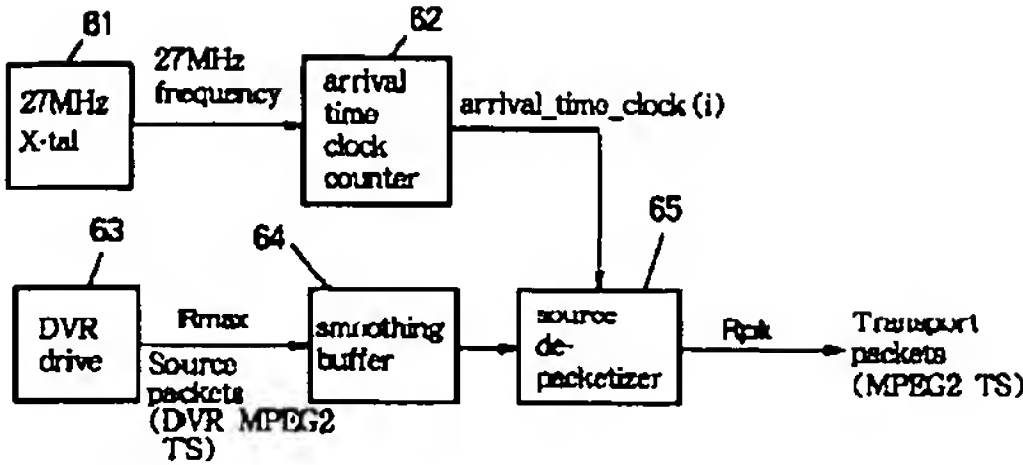 61
27MHz
X-tal
27MHz
frequency
62
arrival
time
clock
counter
arrival_time_clock (i)
63
DVR
drive
Rmax
Source
packets
(DVR MPEG2
TS)
64
smoothing
buffer
65
source
de-
packetizer
Rpk
Transport
packets
(MPEG2 TS)